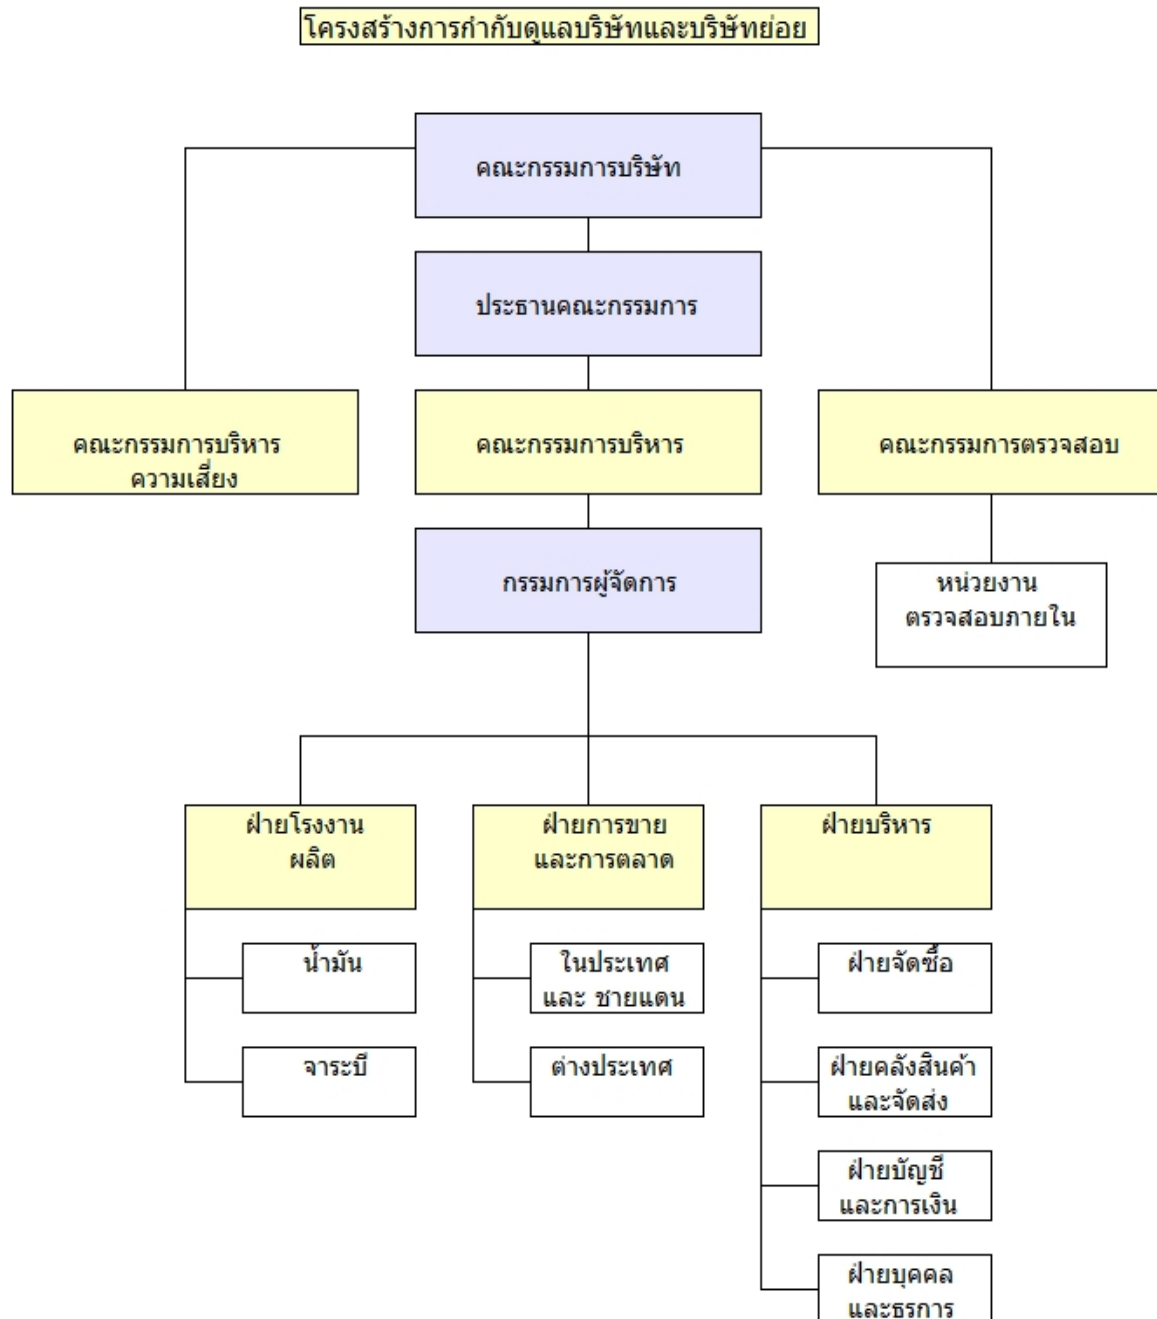 โครงสร้างการกำกับดูแลบริษัทและบริษัทย่อย
คณะกรรมการบริษัท
ประธานคณะกรรมการ
คณะกรรมการบริหาร
ความเสี่ยง
คณะกรรมการบริหาร
คณะกรรมการตรวจสอบ
กรรมการผู้จัดการ
หน่วยงาน
ตรวจสอบภายใน
ฝ่ายโรงงาน
ผลิต
ฝ่ายการขาย
และการตลาด
ฝ่ายบริหาร
น้ำมัน
จาระบี
ในประเทศ
และ ชายแดน
ต่างประเทศ
ฝ่ายจัดซื้อ
ฝ่ายคลังสินค้า
และจัดส่ง
ฝ่ายบัญชี
และการเงิน
ฝ่ายบุคคล
และธุรการ